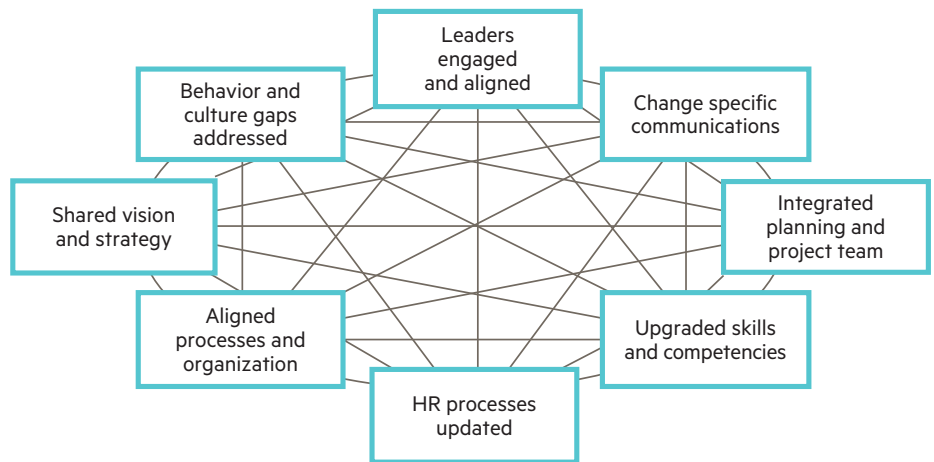 Leaders
engaged
and aligned
Behavior and
culture gaps
addressed
Change specific
communications
Shared vision
and strategy
Integrated
planning and
project team
Aligned
processes and
organization
Upgraded skills
and competencies
HR processes
updated